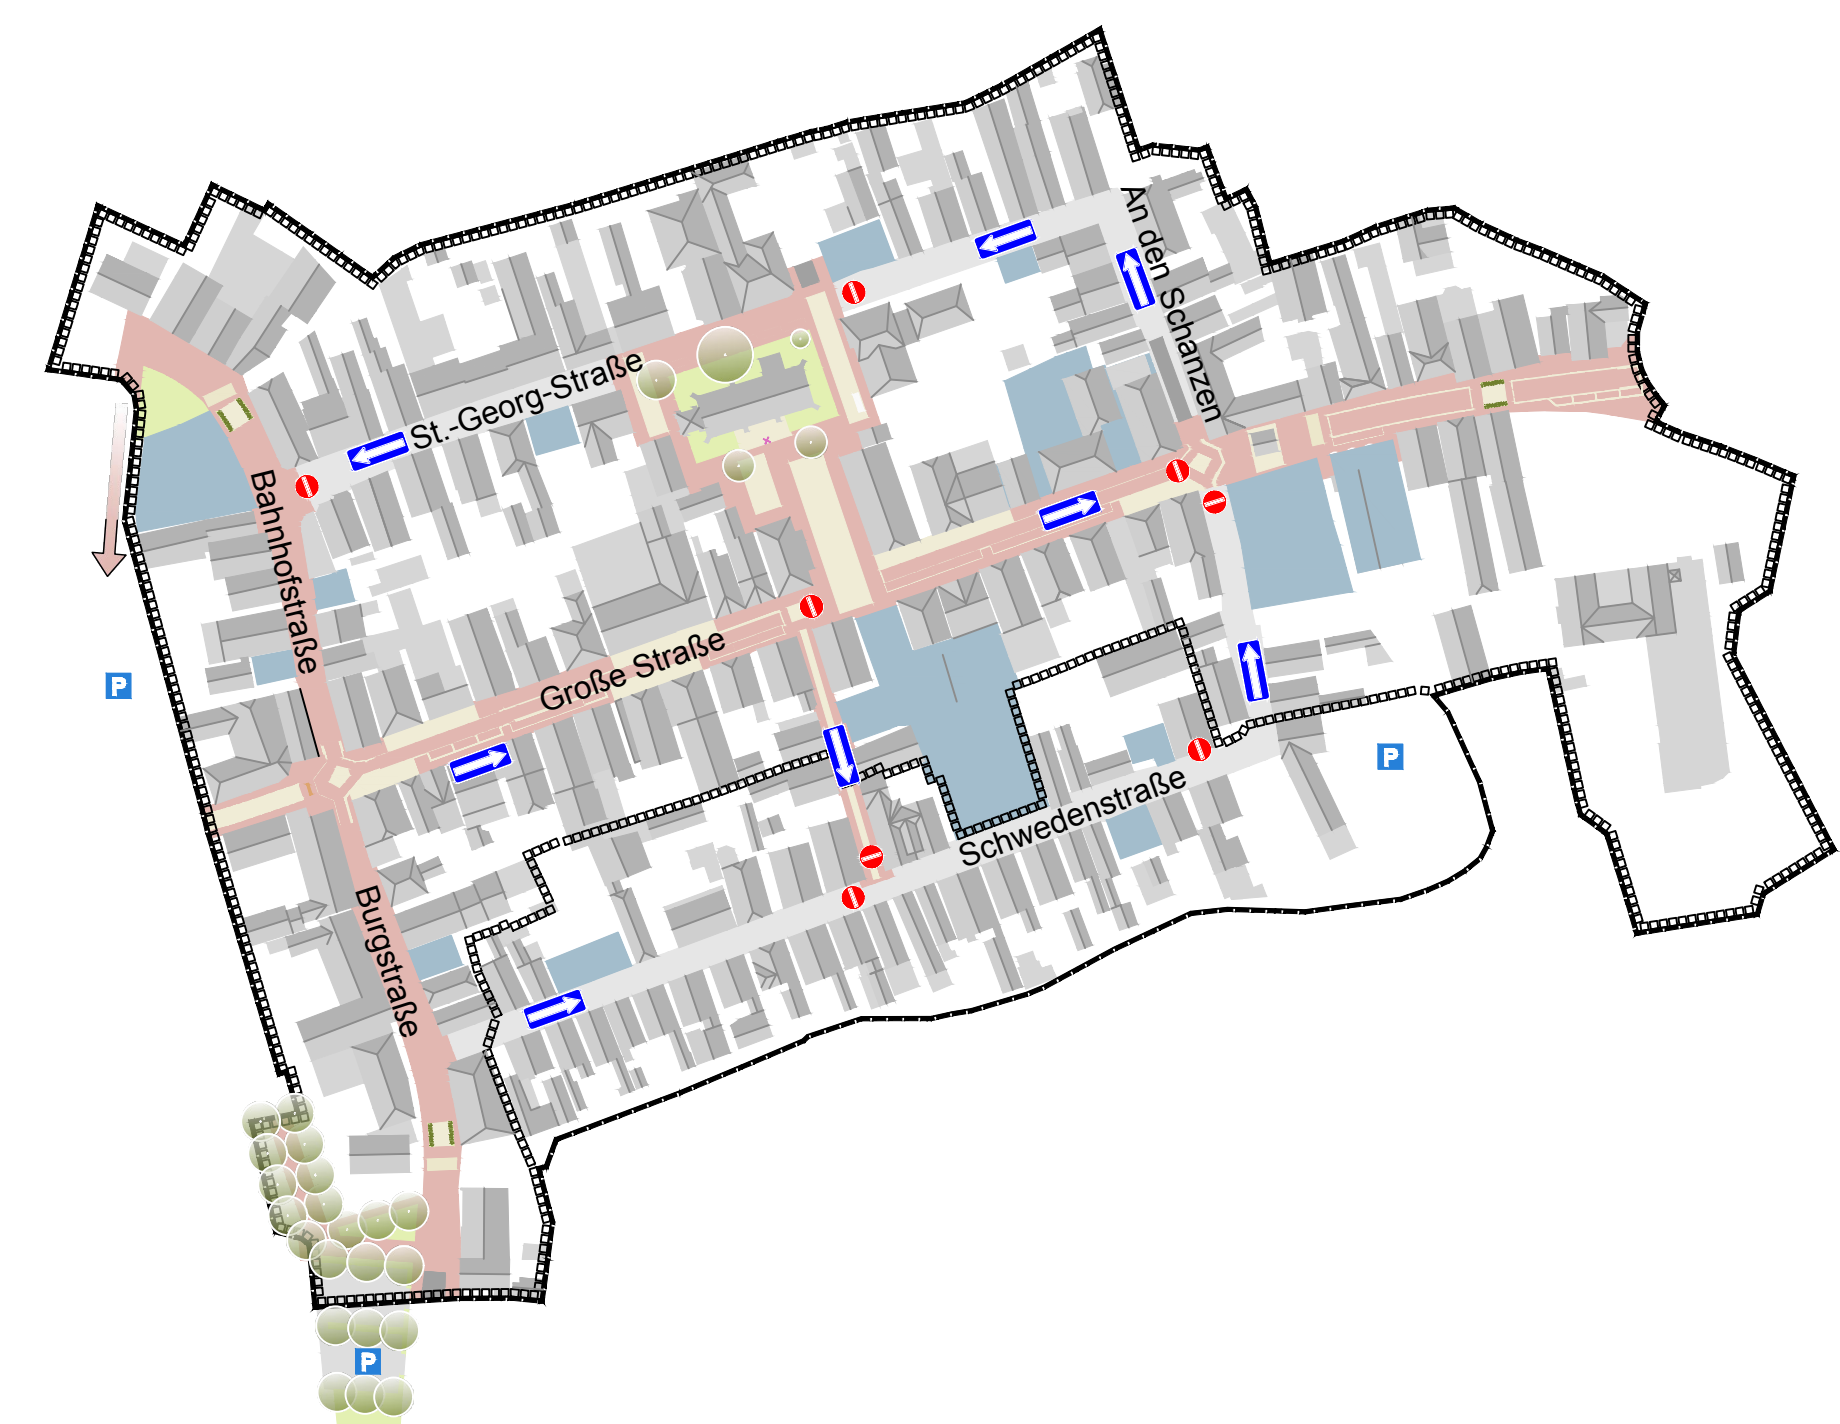 An den Schanzen
St.-Georg-Straße
Bahnhofstraße
Große Straße
P
P
Schwedenstraße
Burgstraße
P